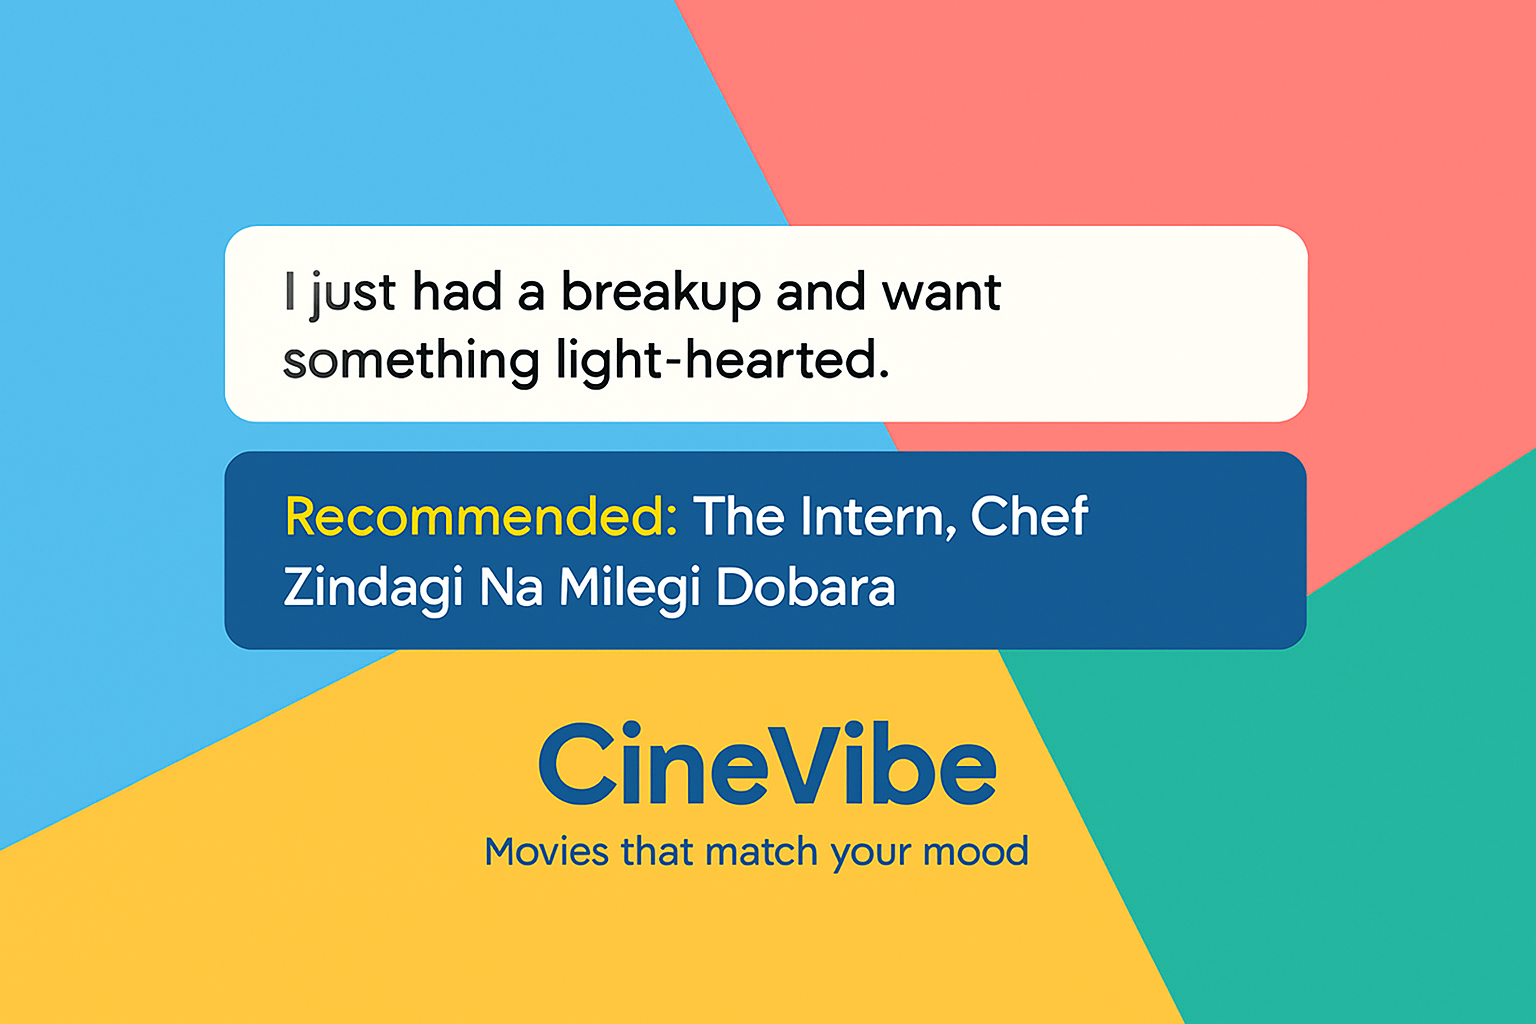 I just had a breakup and want
something light-hearted.
Recommended: The Intern, Chef
Zindagi Na Milegi Dobara
CineVibe
Movies that match your mood